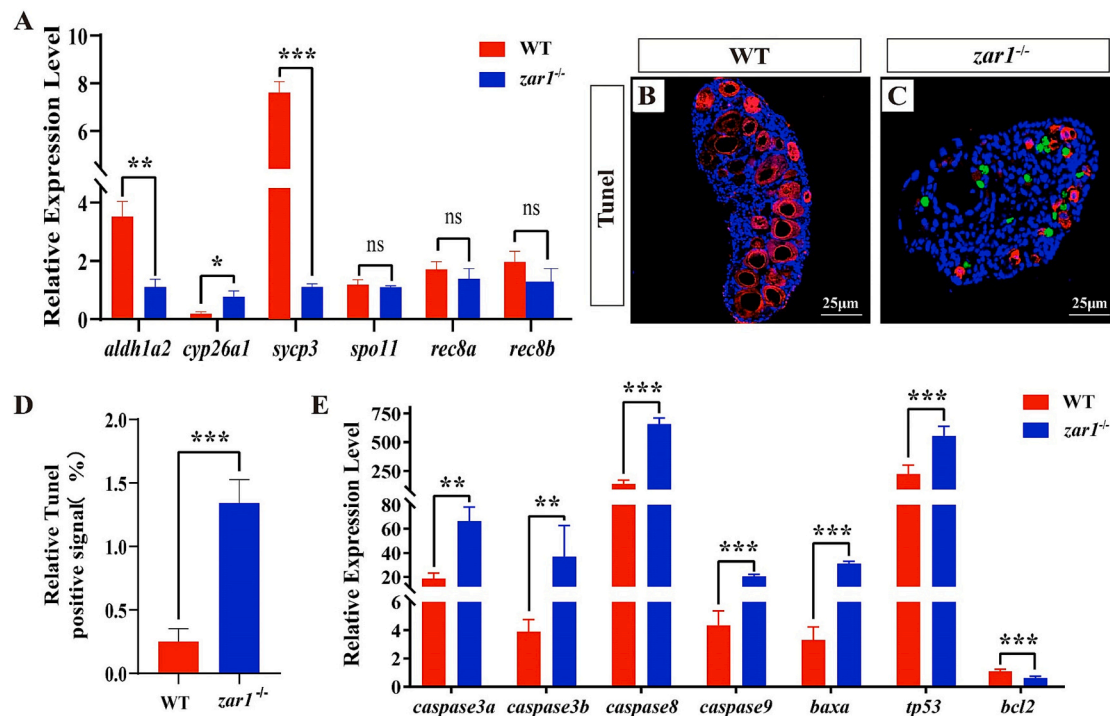 A
Relative Expression Level
10
8
6
4
2
0
WT
zar1-/-
**
*
***
ns
ns
ns
aldh1a2 cyp26a1 sycp3 spo11 rec8a rec8b
WT
zar1-/-
Tunel
B
25μm
C
25μm
D
Relative Tunel
positive signal( %)
2.0
1.5
1.0
0.5
0.0
***
WT zar1-/-
E
Relative Expression Level
750
500
250
80
60
40
20
6
4
2
0
WT
zar1-/-
**
**
***
***
***
***
***
caspase3a caspase3b caspase8 caspase9 baxa tp53 bcl2